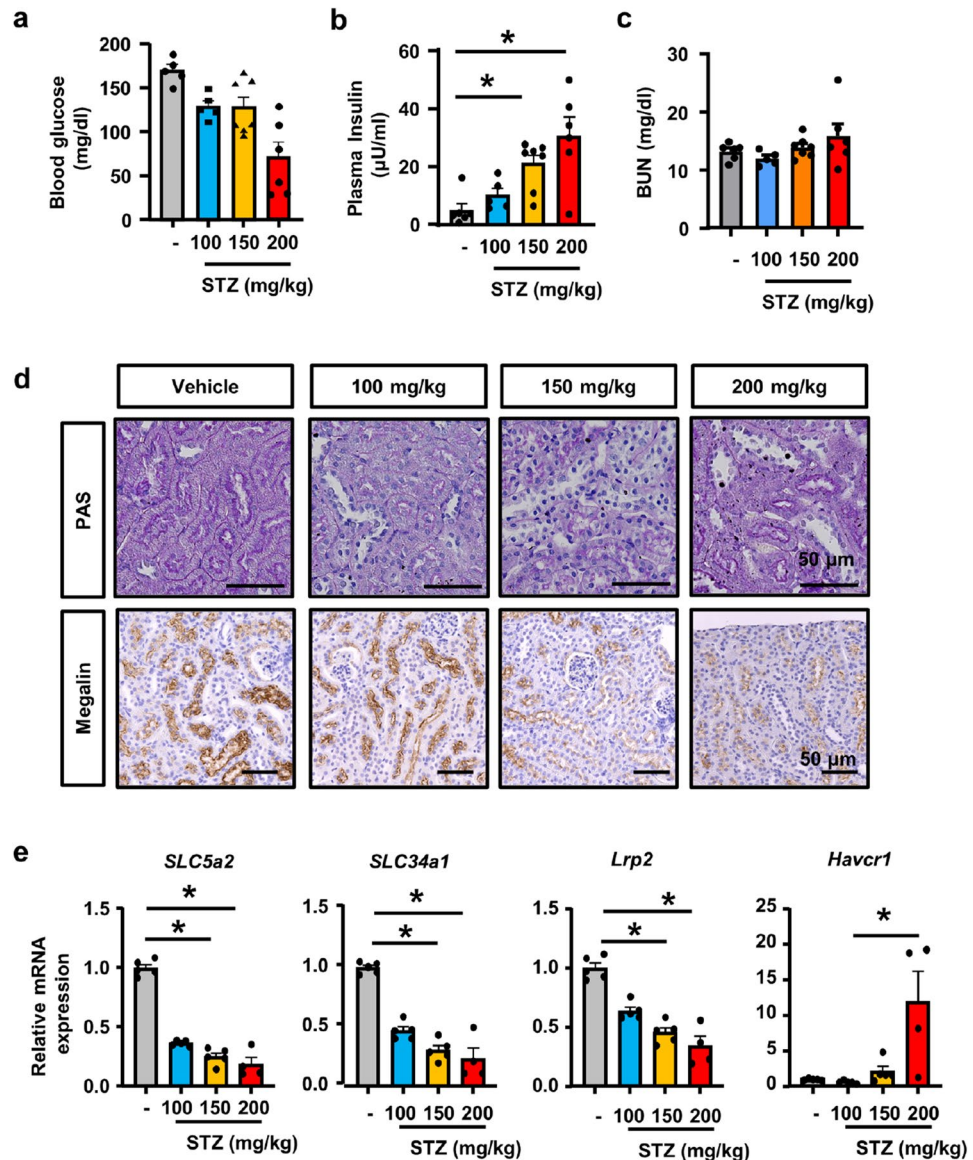 a
Blood glucose
(mg/dl)
200
150
100
50
0
- 100 150 200
STZ (mg/kg)
b
*
*
Plasma Insulin
(µU/ml)
60
40
20
0
- 100 150 200
STZ (mg/kg)
c
BUN (mg/dl)
30
20
10
0
- 100 150 200
STZ (mg/kg)
d
Vehicle
100 mg/kg
150 mg/kg
200 mg/kg
PAS
50 µm
Megalin
50 µm
e
Relative mRNA
expression
SLC5a2
*
*
1.5
1.0
0.5
0.0
- 100 150 200
STZ (mg/kg)
SLC34a1
*
*
1.5
1.0
0.5
0.0
- 100 150 200
STZ (mg/kg)
Lrp2
*
*
1.5
1.0
0.5
0.0
- 100 150 200
STZ (mg/kg)
Havcr1
*
25
20
15
10
5
0
- 100 150 200
STZ (mg/kg)